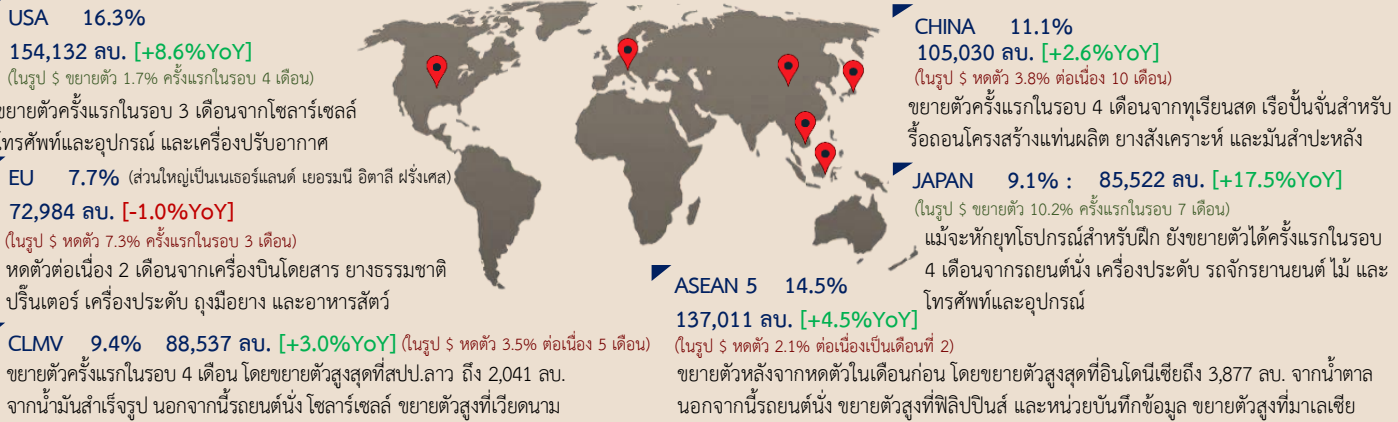 USA 16.3%
154,132 ลบ. [+8.6%YoY]
(ในรูป $ ขยายตัว 1.7% ครั้งแรกในรอบ 4 เดือน)
ขยายตัวครั้งแรกในรอบ 3 เดือนจากโซลาร์เซลล์
โทรศัพท์และอุปกรณ์ และเครื่องปรับอากาศ
EU 7.7% (ส่วนใหญ่เป็นเนเธอร์แลนด์ เยอรมนี อิตาลี ฝรั่งเศส)
72,984 ลบ. [-1.0%YoY]
(ในรูป $ หดตัว 7.3% ครั้งแรกในรอบ 3 เดือน)
หดตัวต่อเนื่อง 2 เดือนจากเครื่องบินโดยสาร ยางธรรมชาติ
ปริ๊นเตอร์ เครื่องประดับ ถุงมือยาง และอาหารสัตว์
CLMV 9.4% 88,537 ลบ. [+3.0%YoY] (ในรูป $ หดตัว 3.5% ต่อเนื่อง 5 เดือน)
ขยายตัวครั้งแรกในรอบ 4 เดือน โดยขยายตัวสูงสุดที่สปป.ลาว ถึง 2,041 ลบ.
จากน้ำมันสำเร็จรูป นอกจากนี้รถยนต์นั่ง โซลาร์เซลล์ ขยายตัวสูงที่เวียดนาม
CHINA 11.1%
105,030 ลบ. [+2.6%YoY]
(ในรูป $ หดตัว 3.8% ต่อเนื่อง 10 เดือน)
ขยายตัวครั้งแรกในรอบ 4 เดือนจากทุเรียนสด เรือปั้นจั่นสำหรับ
รื้อถอนโครงสร้างแท่นผลิต ยางสังเคราะห์ และมันสำปะหลัง
JAPAN 9.1% : 85,522 ลบ. [+17.5%YoY]
(ในรูป $ ขยายตัว 10.2% ครั้งแรกในรอบ 7 เดือน)
แม้จะหักยุทโธปกรณ์สำหรับฝึก ยังขยายตัวได้ครั้งแรกในรอบ
4 เดือนจากรถยนต์นั่ง เครื่องประดับ รถจักรยานยนต์ ไม้ และ
โทรศัพท์และอุปกรณ์
ASEAN 5 14.5%
137,011 ลบ. [+4.5%YoY]
(ในรูป $ หดตัว 2.1% ต่อเนื่องเป็นเดือนที่ 2)
ขยายตัวหลังจากหดตัวในเดือนก่อน โดยขยายตัวสูงสุดที่อินโดนีเซียถึง 3,877 ลบ. จากน้ำตาล
นอกจากนี้รถยนต์นั่ง ขยายตัวสูงที่ฟิลิปปินส์ และหน่วยบันทึกข้อมูล ขยายตัวสูงที่มาเลเซีย